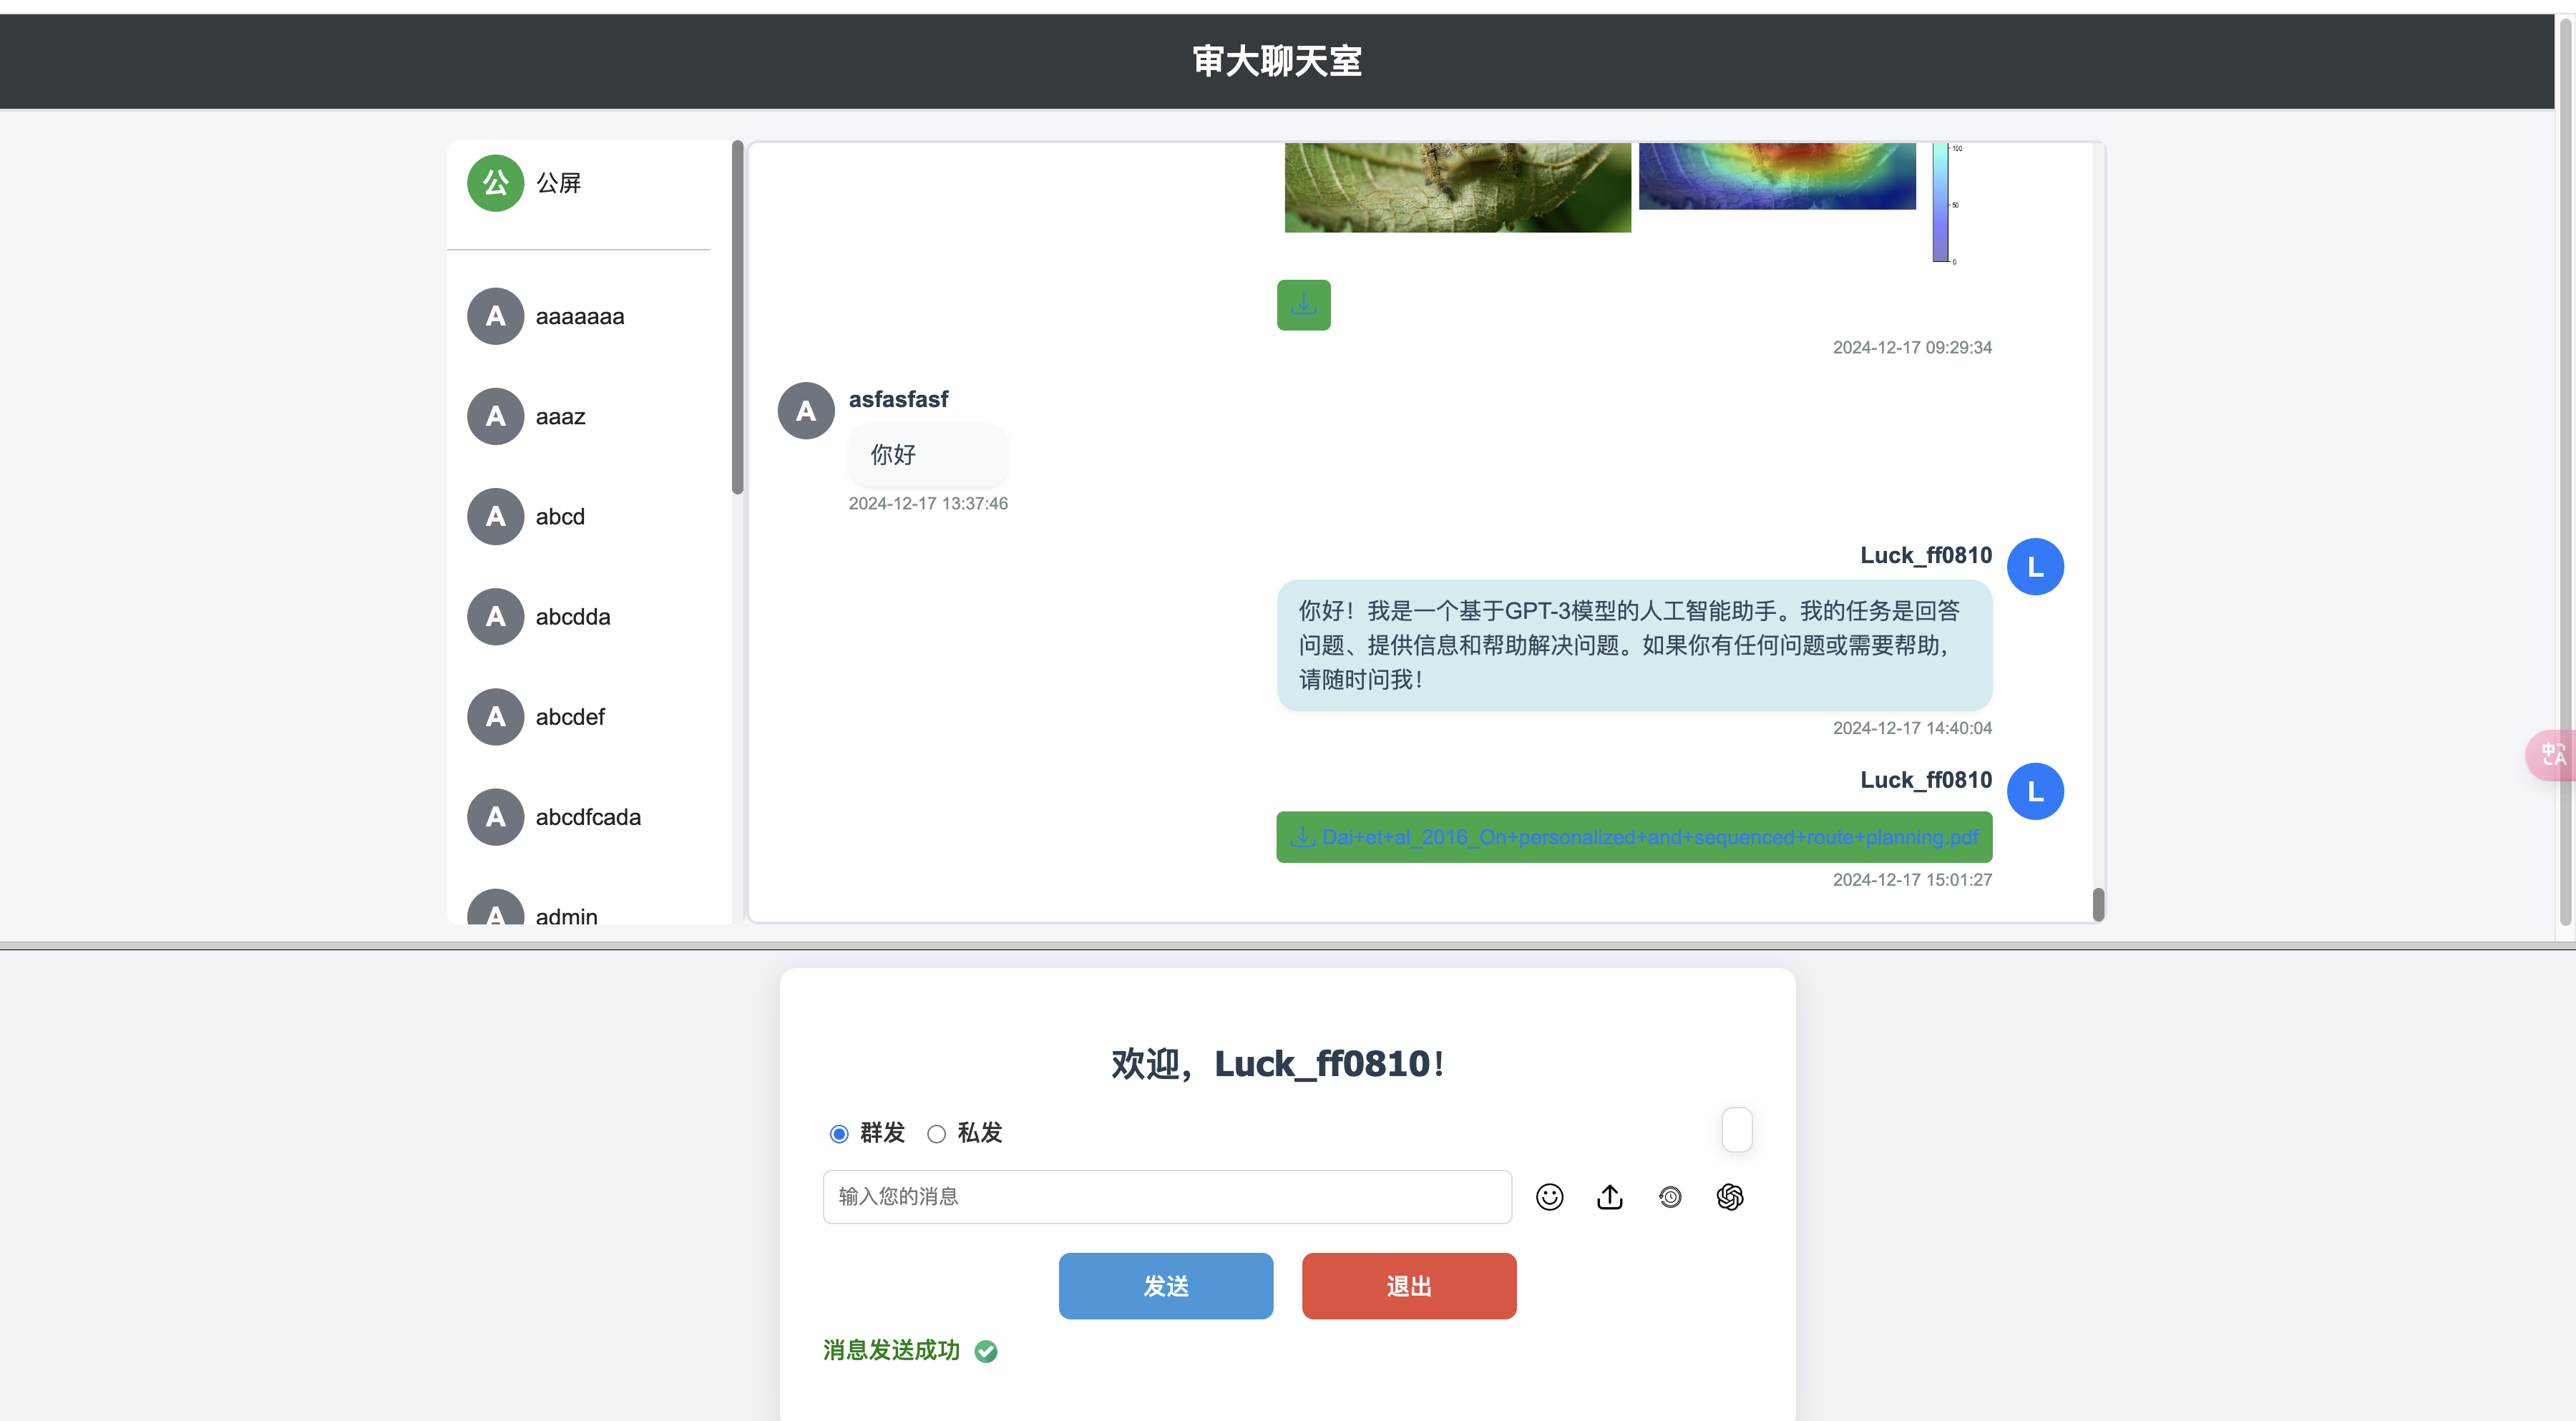 审大聊天室
公 公屏
A aaaaaaa
A aaaz
A abcd
A abcdda
A abcdef
A abcdfcada
A admin
100
50
0
2024-12-17 09:29:34
A asfasfasf
你好
2024-12-17 13:37:46
Luck_ff0810 L
你好！我是一个基于GPT-3模型的人工智能助手。我的任务是回答
问题、提供信息和帮助解决问题。如果你有任何问题或需要帮助，
请随时问我！
2024-12-17 14:40:04
Luck_ff0810 L
Dai+et+al_2016_On+personalized+and+sequenced+route+planning.pdf
2024-12-17 15:01:27
中A
欢迎，Luck_ff0810！
群发 私发
输入您的消息
发送 退出
消息发送成功